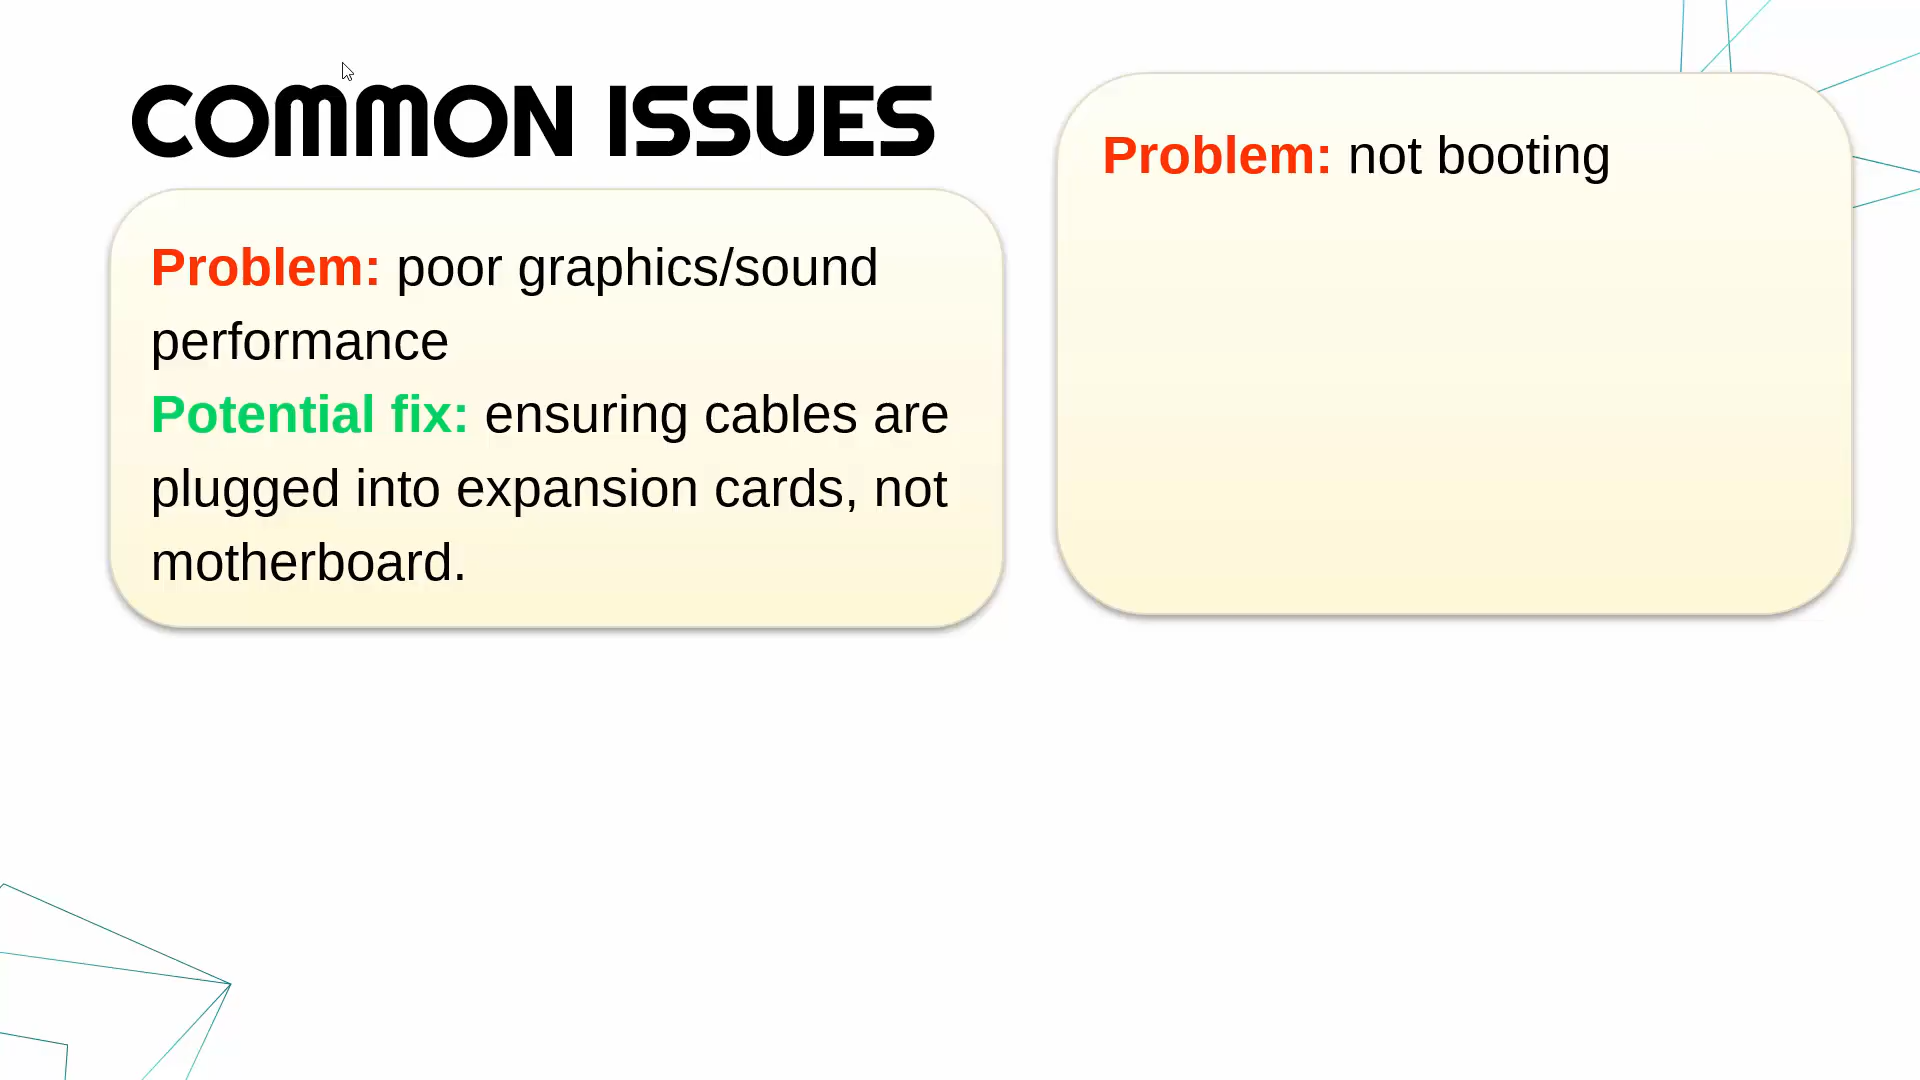 COMMON ISSUES
Problem: poor graphics/sound
performance
Potential fix: ensuring cables are
plugged into expansion cards, not
motherboard.
Problem: not booting